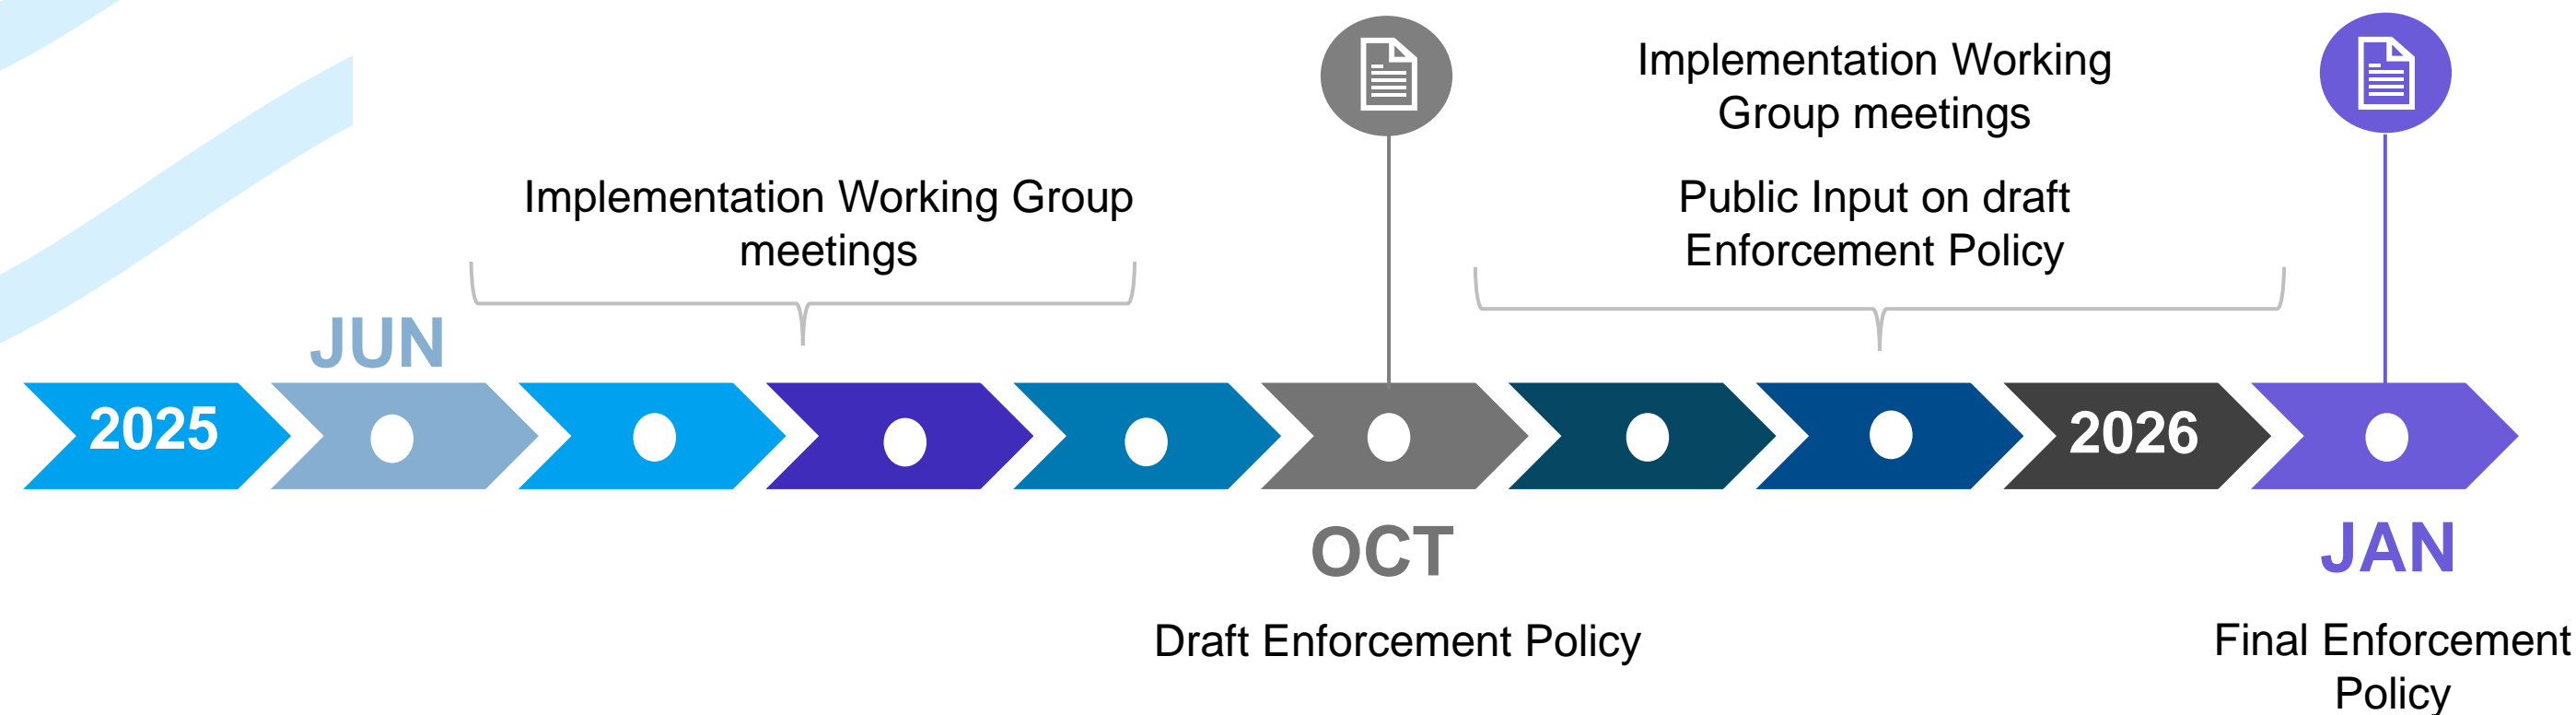 Implementation Working Group
meetings
Implementation Working
Group meetings
Public Input on draft
Enforcement Policy
JUN
2025
2026
OCT
JAN
Draft Enforcement Policy
Final Enforcement
Policy